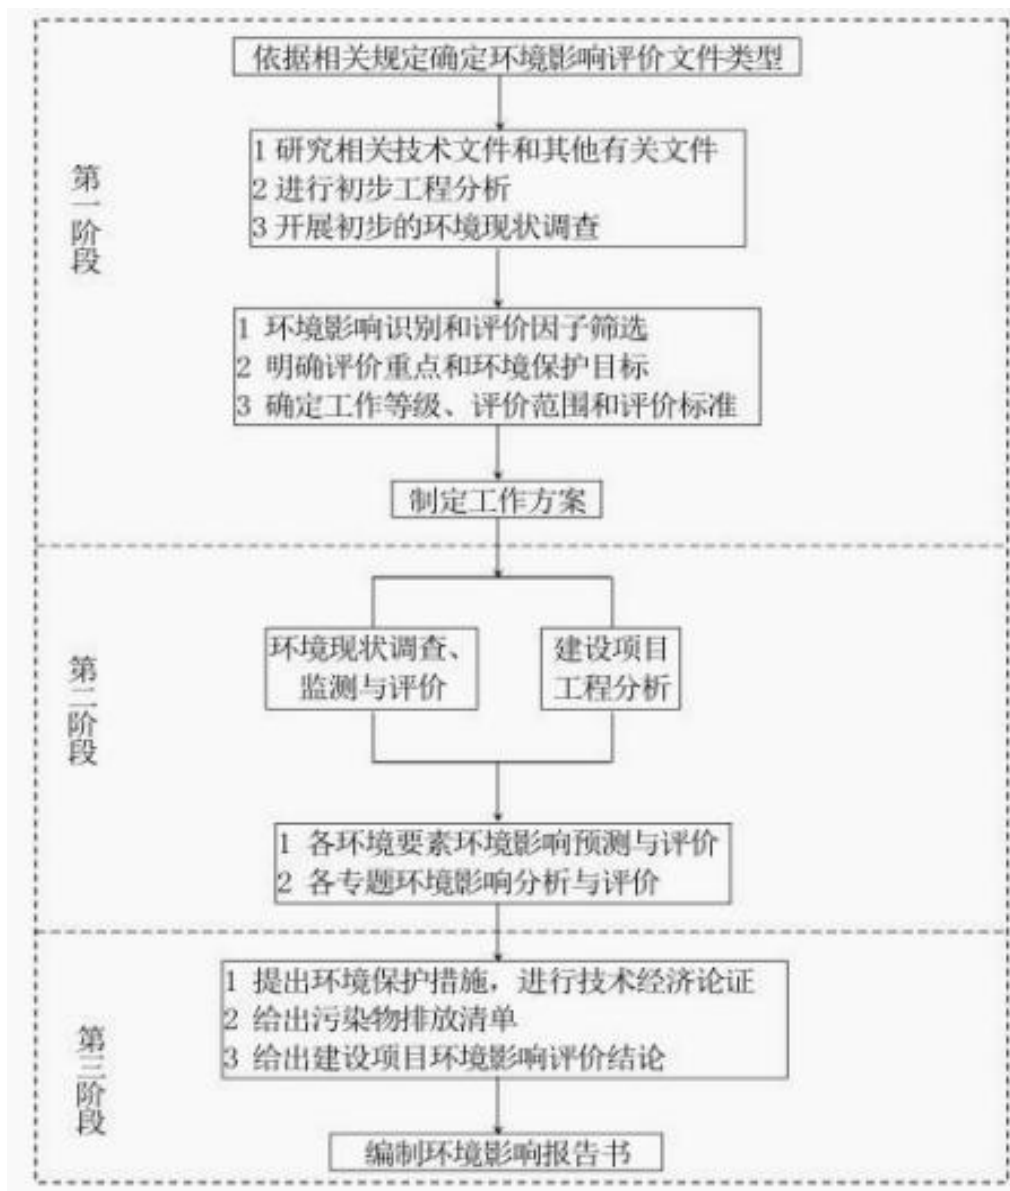 依据相关规定确定环境影响评价文件类型
第一阶段
1 研究相关技术文件和其他有关文件
2 进行初步工程分析
3 开展初步的环境现状调查
1 环境影响识别和评价因子筛选
2 明确评价重点和环境保护目标
3 确定工作等级、评价范围和评价标准
制定工作方案
第二阶段
环境现状调查、
监测与评价
建设项目
工程分析
1 各环境要素环境影响预测与评价
2 各专题环境影响分析与评价
第三阶段
1 提出环境保护措施，进行技术经济论证
2 给出污染物排放清单
3 给出建设项目环境影响评价结论
编制环境影响报告书